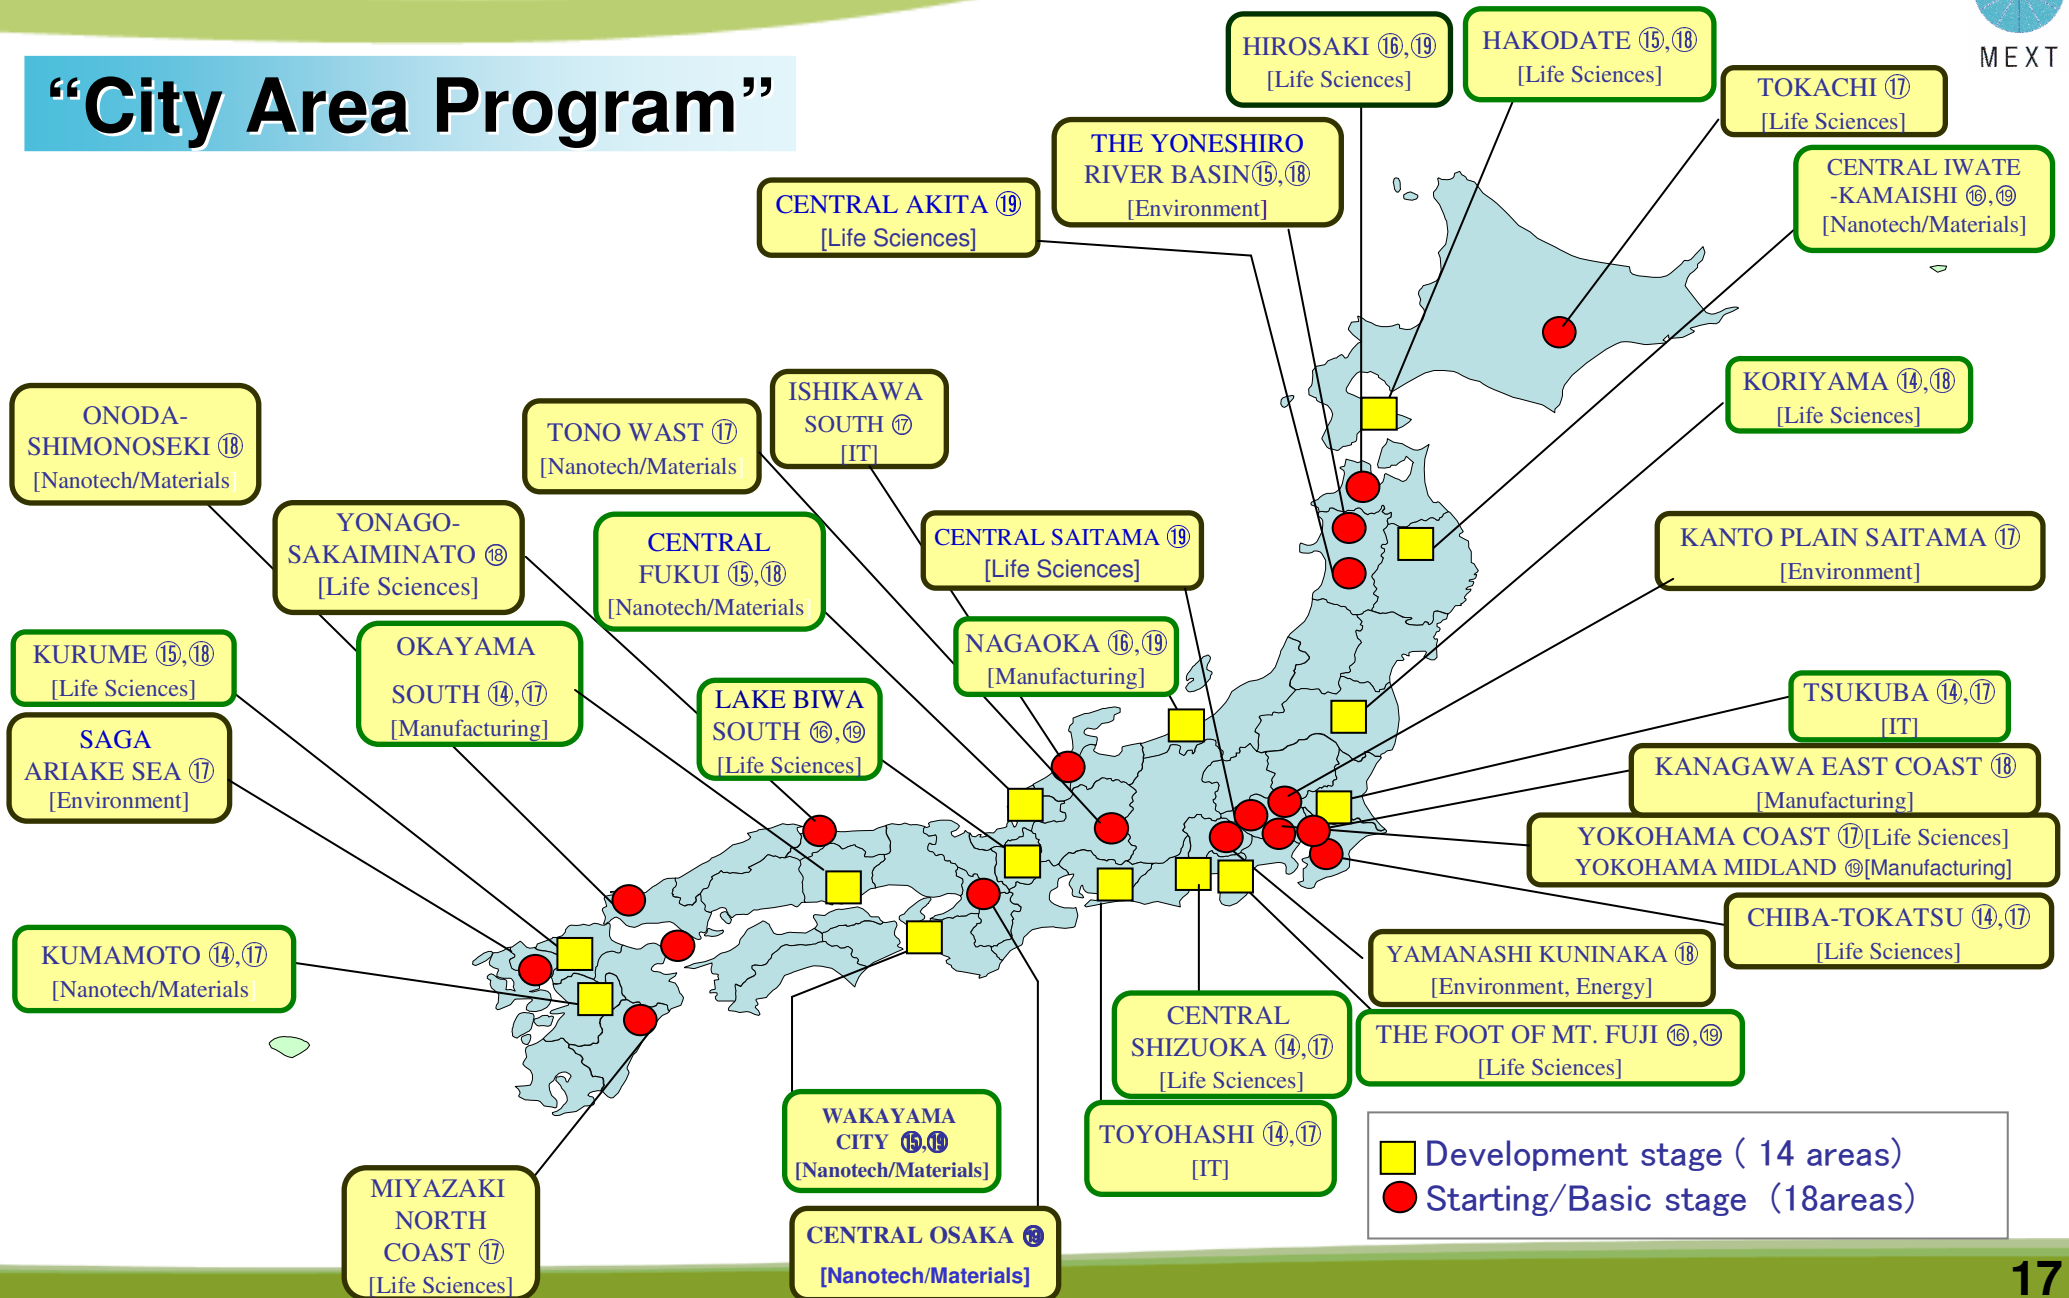 “City Area Program”
MEXT
HIROSAKI ⑯,⑲
[Life Sciences]
HAKODATE ⑮,⑱
[Life Sciences]
TOKACHI ⑰
[Life Sciences]
THE YONESHIRO
RIVER BASIN⑮,⑱
[Environment]
CENTRAL IWATE
-KAMAISHI ⑯,⑲
[Nanotech/Materials]
CENTRAL AKITA ⑲
[Life Sciences]
KORIYAMA ⑭,⑱
[Life Sciences]
ONODA-
SHIMONOSEKI ⑱
[Nanotech/Materials]
TONO WAST ⑰
[Nanotech/Materials]
ISHIKAWA
SOUTH ⑰
[IT]
YONAGO-
SAKAIMINATO ⑱
[Life Sciences]
CENTRAL
FUKUI ⑮,⑱
[Nanotech/Materials]
CENTRAL SAITAMA ⑲
[Life Sciences]
KANTO PLAIN SAITAMA ⑰
[Environment]
KURUME ⑮,⑱
[Life Sciences]
OKAYAMA
SOUTH ⑭,⑰
[Manufacturing]
NAGAOKA ⑯,⑲
[Manufacturing]
LAKE BIWA
SOUTH ⑯,⑲
[Life Sciences]
TSUKUBA ⑭,⑰
[IT]
SAGA
ARIAKE SEA ⑰
[Environment]
KANAGAWA EAST COAST ⑱
[Manufacturing]
YOKOHAMA COAST ⑰[Life Sciences]
YOKOHAMA MIDLAND ⑲[Manufacturing]
CHIBA-TOKATSU ⑭,⑰
[Life Sciences]
KUMAMOTO ⑭,⑰
[Nanotech/Materials]
YAMANASHI KUNINAKA ⑱
[Environment, Energy]
CENTRAL
SHIZUOKA ⑭,⑰
[Life Sciences]
THE FOOT OF MT. FUJI ⑯,⑲
[Life Sciences]
WAKAYAMA
CITY ⑮,⑲
[Nanotech/Materials]
TOYOHASHI ⑭,⑰
[IT]
MIYAZAKI
NORTH
COAST ⑰
[Life Sciences]
CENTRAL OSAKA ⑲
[Nanotech/Materials]
Development stage ( 14 areas)
Starting/Basic stage (18areas)
17